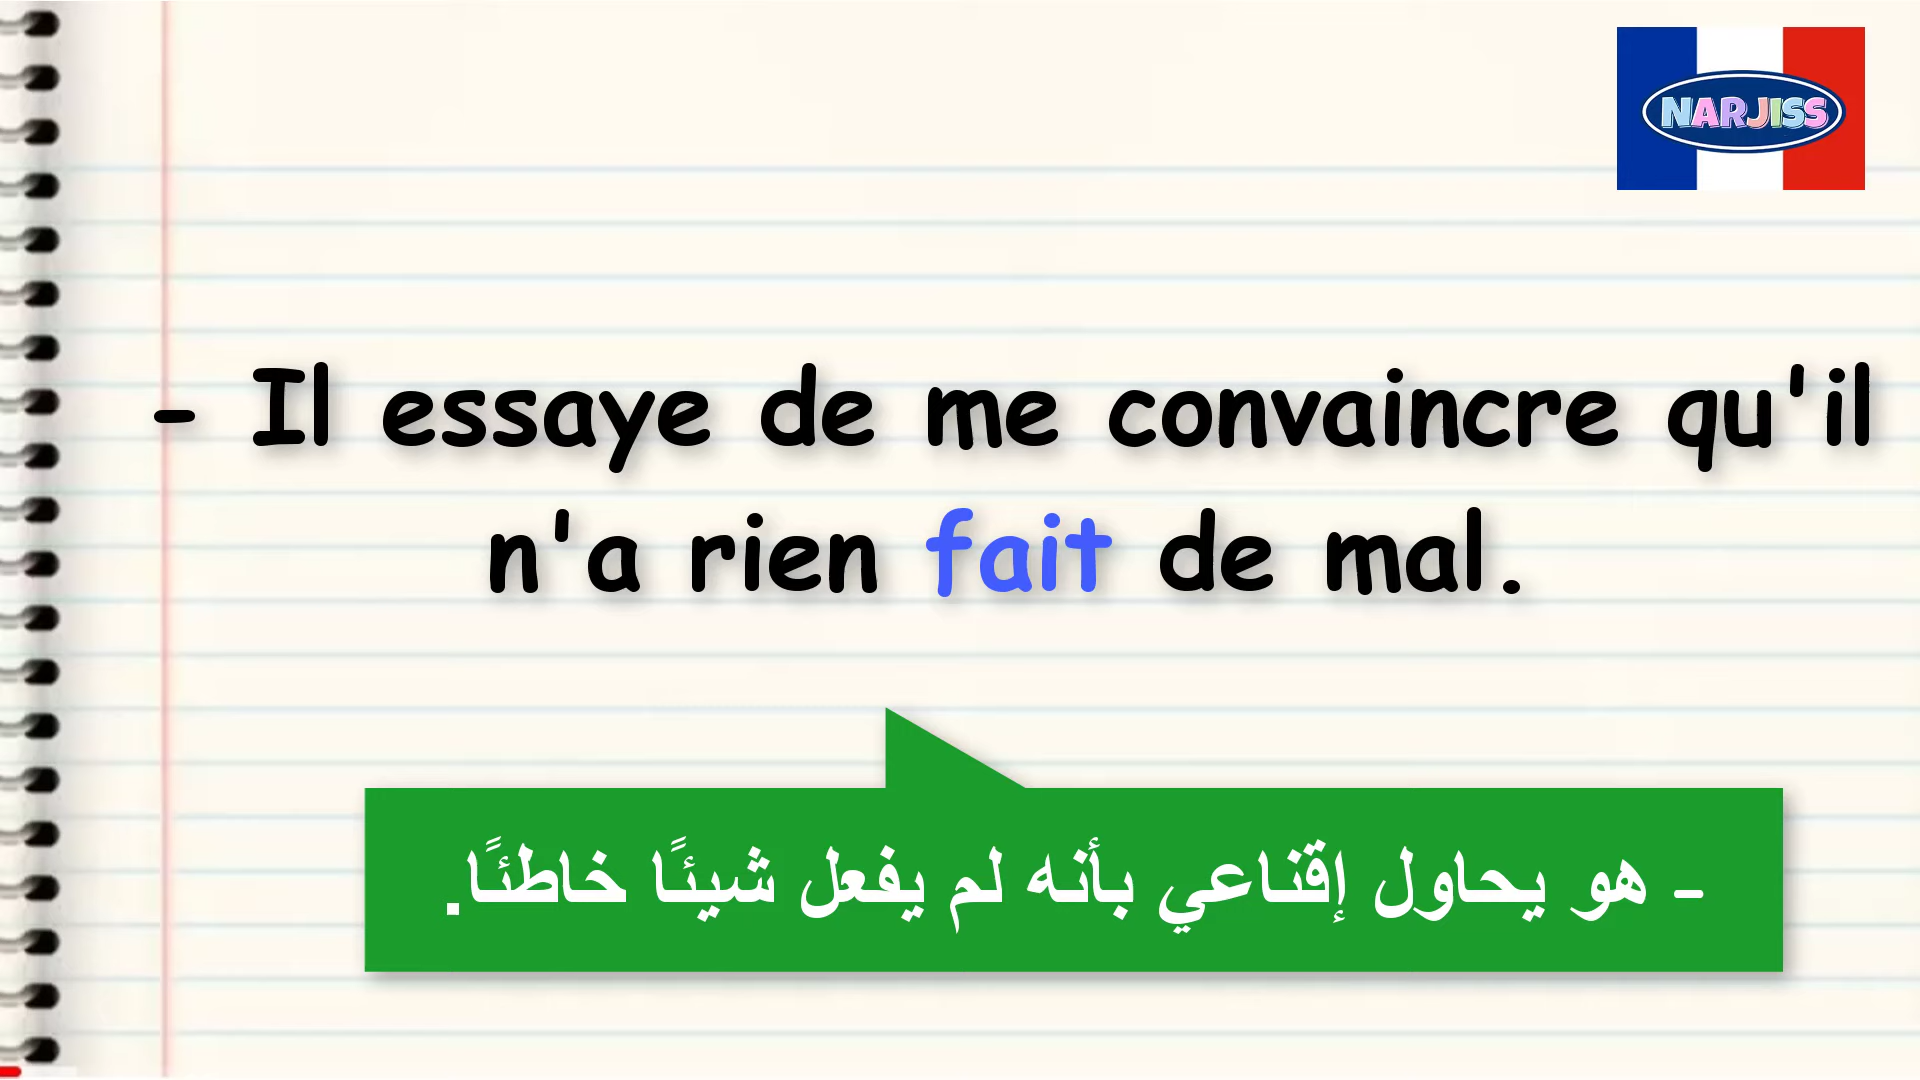 NARJISS
- Il essaye de me convaincre qu'il
n'a rien fait de mal.
- هو يحاول إقناعي بأنه لم يفعل شيئًا خاطئًا.